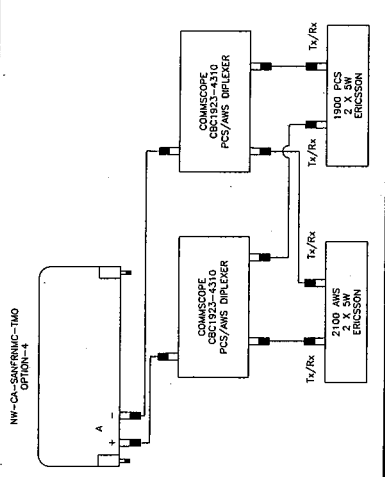 NW-CA-SANFRNMC-TMO
OPTION-4
A
+
-
COMMSCOPE
CBC1923-4310
PCS/AWS DIPLEXER
COMMSCOPE
CBC1923-4310
PCS/AWS DIPLEXER
Tx/Rx
Tx/Rx
2100 AWS
2 X 5W
ERICSSON
Tx/Rx
Tx/Rx
1900 PCS
2 X 5W
ERICSSON